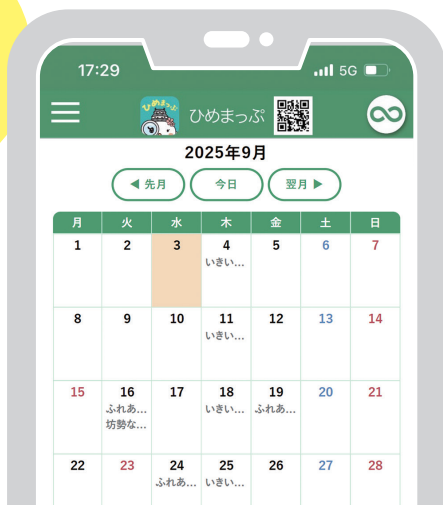 17:29 5G
ひめまっぷ ひめまっぷ
2025年9月
◀ 先月 今日 翌月 ▶
月 火 水 木 金 土 日
1 2 3 4 5 6 7
いきい...
8 9 10 11 12 13 14
いきい...
15 16 17 18 19 20 21
ふれあ... いきい... ふれあ...
坊勢な...
22 23 24 25 26 27 28
ふれあ... いきい...